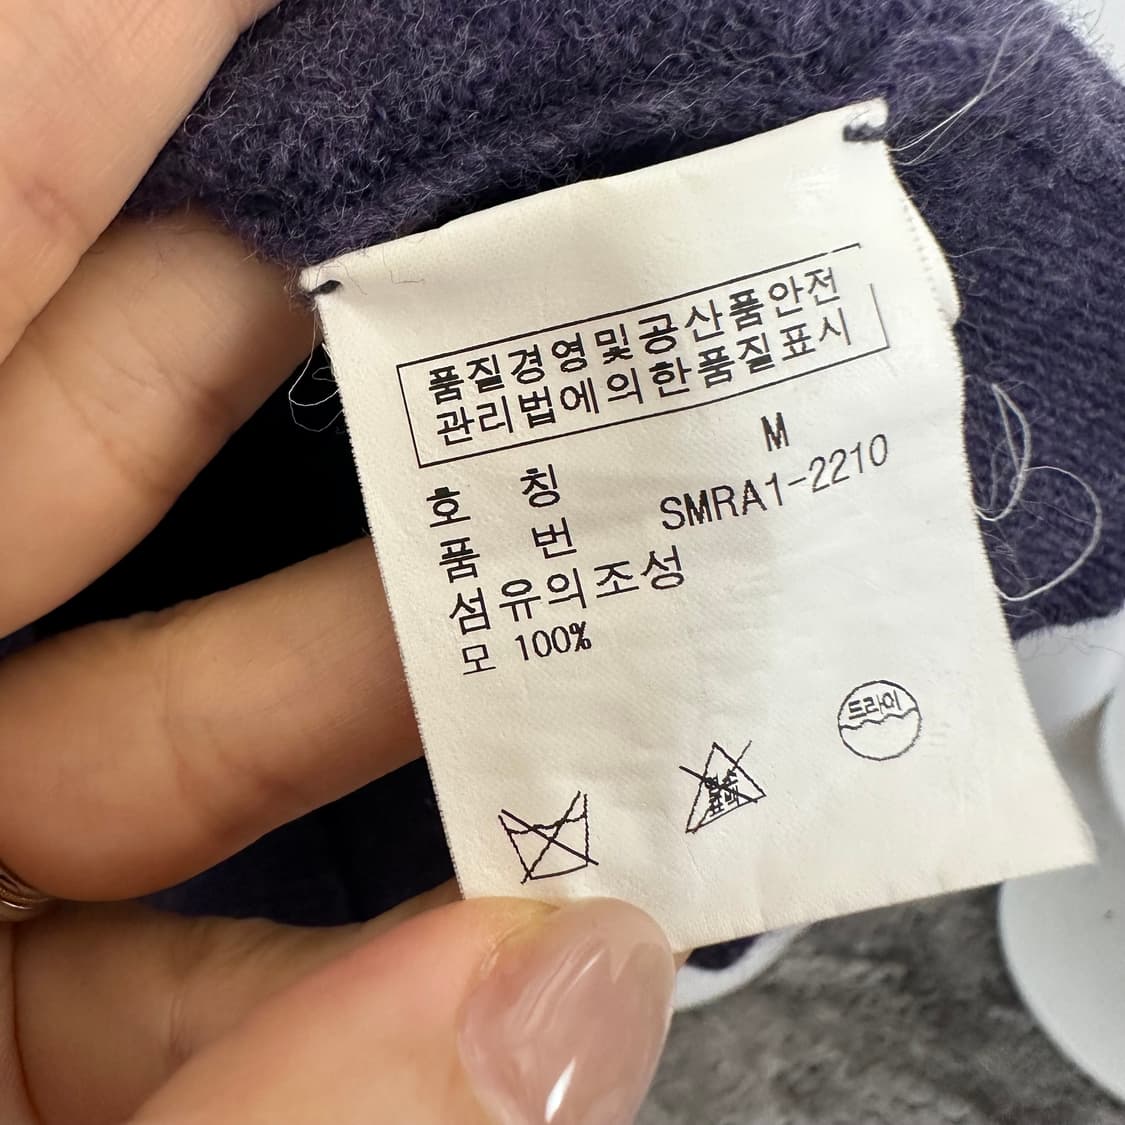 품질경영및공산품안전
관리법에의한품질표시
호 칭 M
품 번 SMRA1-2210
섬유의조성
모 100%
드라이